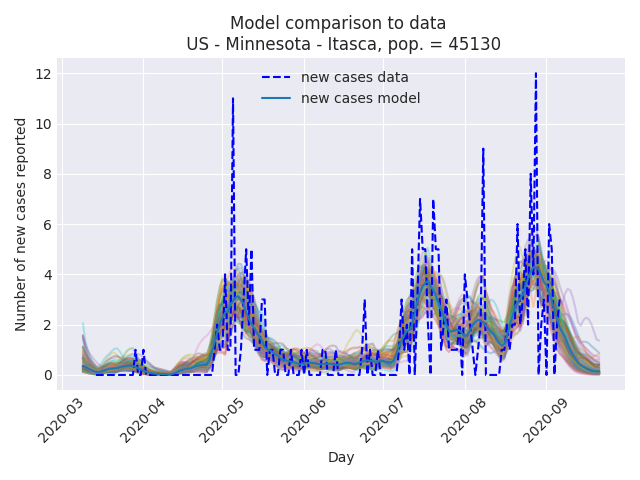 Model comparison to data
US - Minnesota - Itasca, pop. = 45130
new cases data
new cases model
Number of new cases reported
12
10
8
6
4
2
0
2020-03
2020-04
2020-05
2020-06
2020-07
2020-08
2020-09
Day